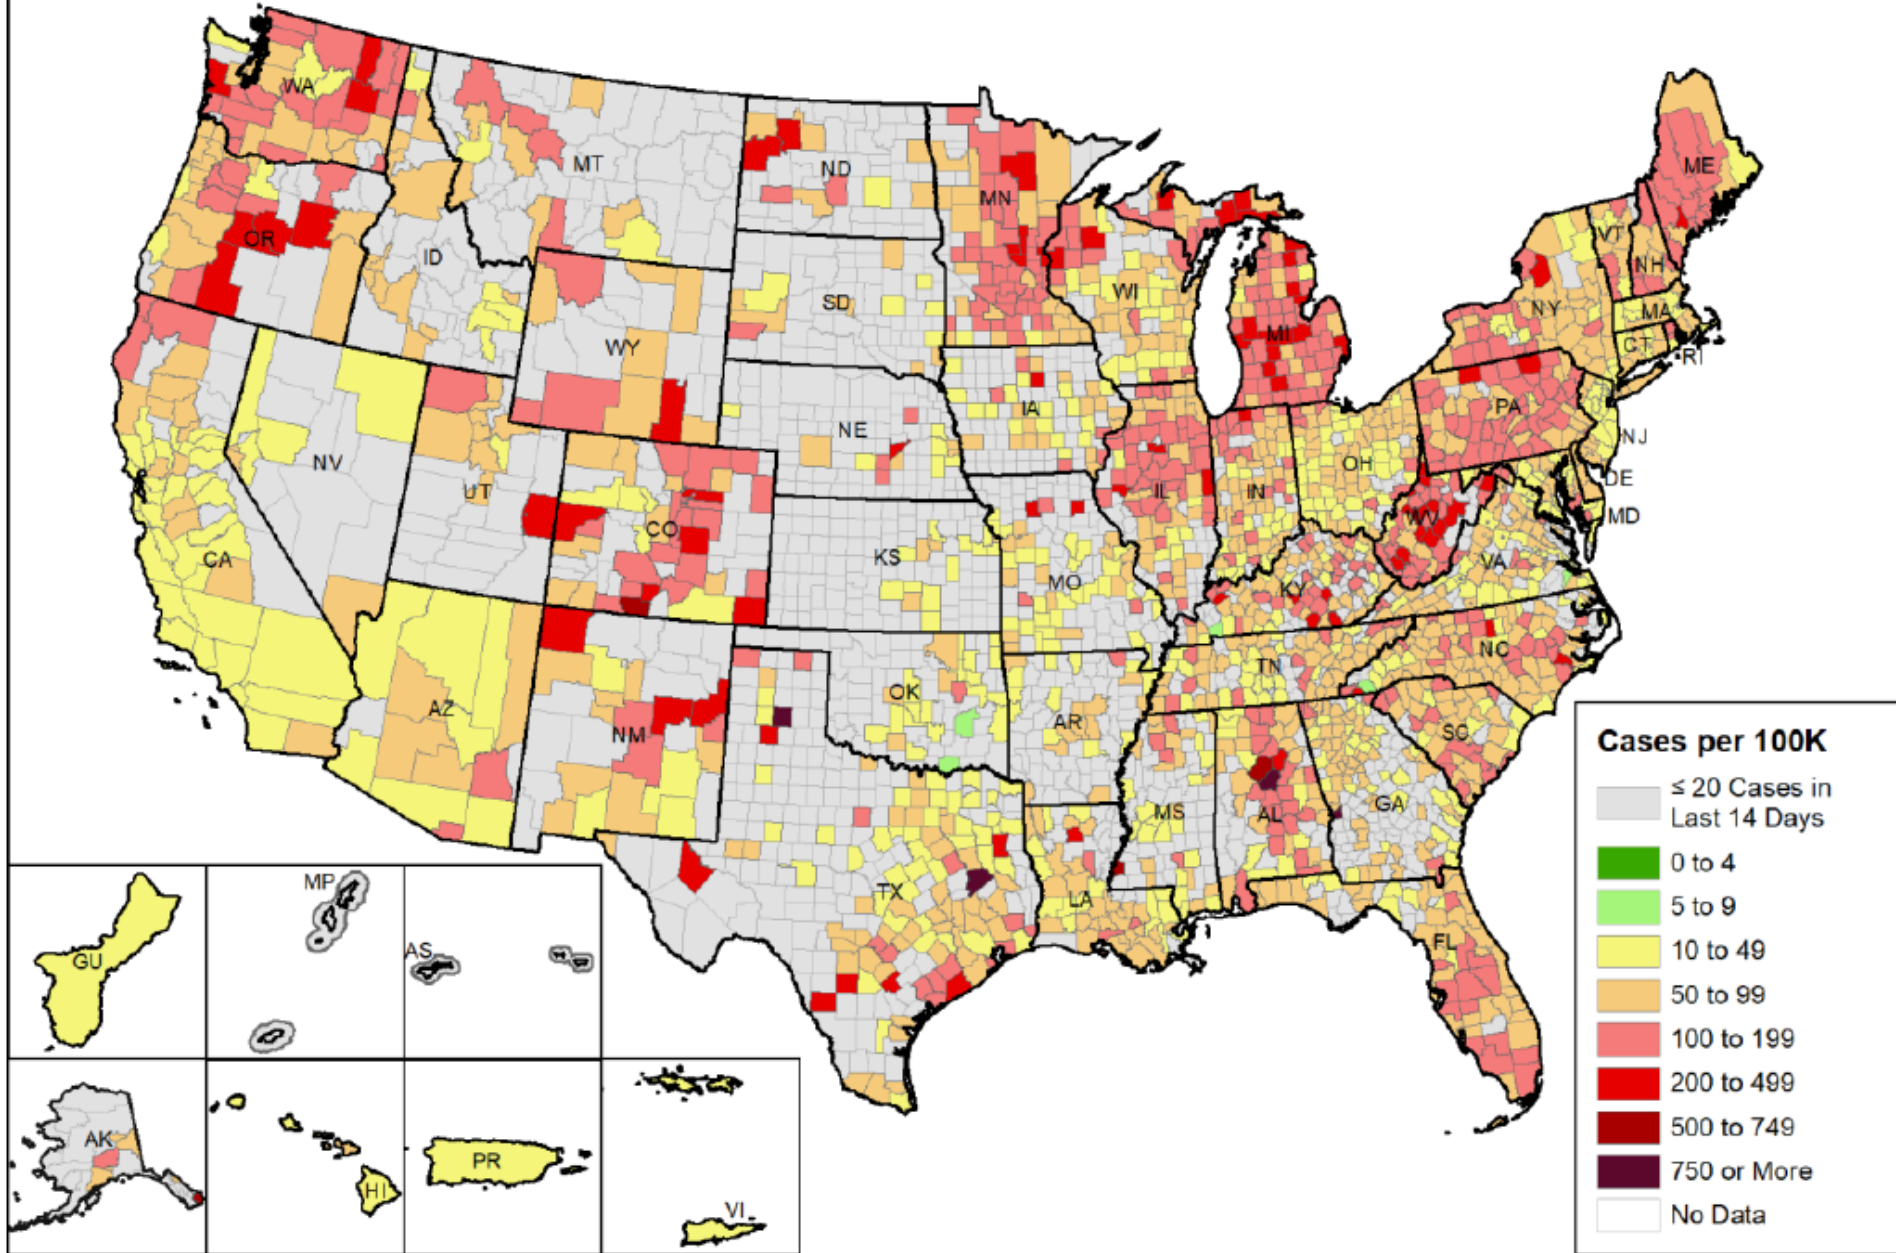 WA
MT
ND
MN
ME
OR
ID
SD
WI
MI
VT
NH
NY
MA
CT
RI
WY
NE
IA
PA
NJ
NV
UT
CO
IL
IN
OH
DE
MD
WV
CA
KS
MO
KY
VA
AZ
NM
OK
AR
TN
NC
SC
MS
AL
GA
TX
LA
FL
Cases per 100K
≤ 20 Cases in
Last 14 Days
0 to 4
5 to 9
10 to 49
50 to 99
100 to 199
200 to 499
500 to 749
750 or More
No Data
GU
MP
AS
AK
HI
PR
VI